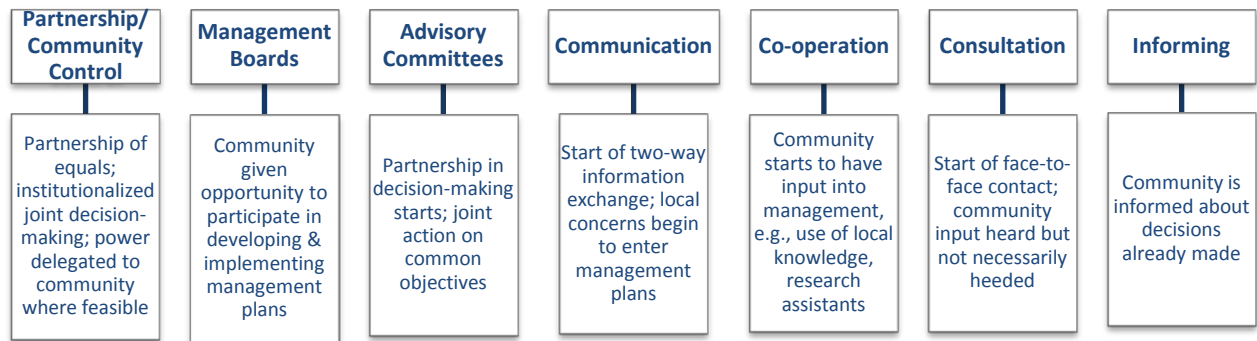 Partnership/
Community
Control
Partnership of
equals;
institutionalized
joint decision-
making; power
delegated to
community
where feasible
Management
Boards
Community
given
opportunity to
participate in
developing &
implementing
management
plans
Advisory
Committees
Partnership in
decision-making
starts; joint
action on
common
objectives
Communication
Start of two-way
information
exchange; local
concerns begin
to enter
management
plans
Co-operation
Community
starts to have
input into
management,
e.g., use of local
knowledge,
research
assistants
Consultation
Start of face-to-
face contact;
community
input heard but
not necessarily
heeded
Informing
Community is
informed about
decisions
already made